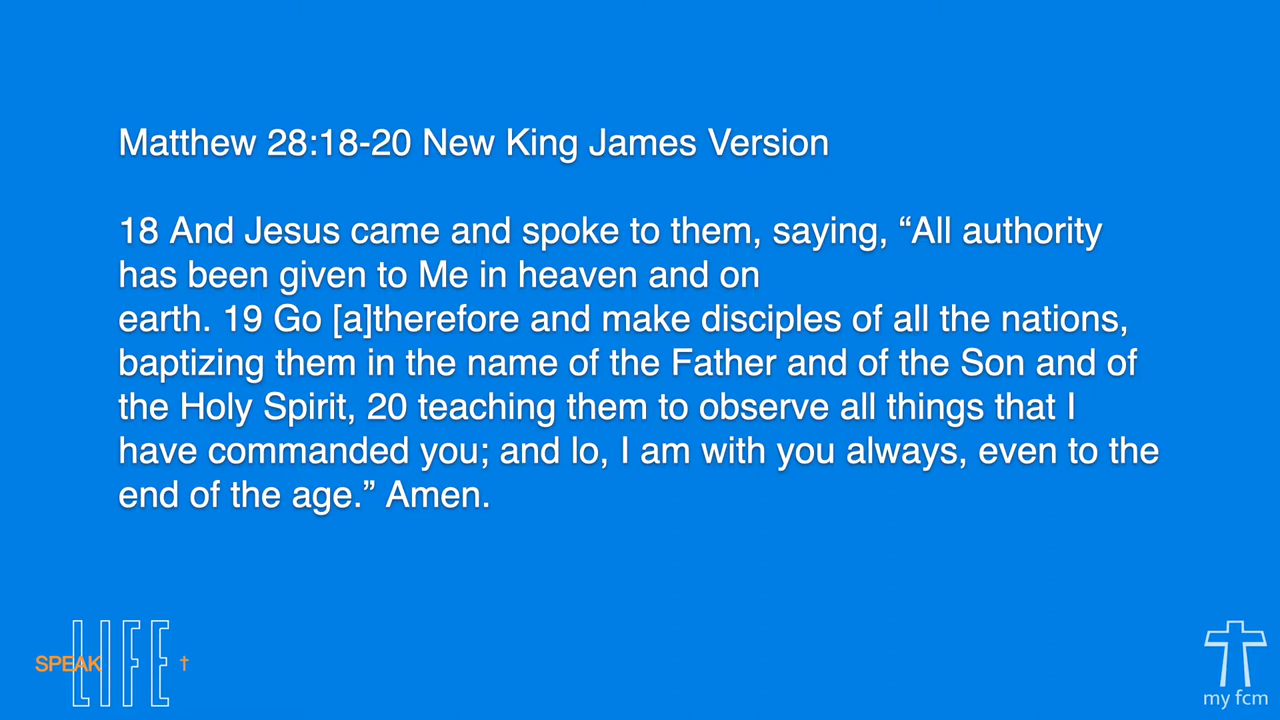 Matthew 28:18-20 New King James Version
18 And Jesus came and spoke to them, saying, “All authority
has been given to Me in heaven and on
earth. 19 Go [a]therefore and make disciples of all the nations,
baptizing them in the name of the Father and of the Son and of
the Holy Spirit, 20 teaching them to observe all things that I
have commanded you; and lo, I am with you always, even to the
end of the age.” Amen.
SPEAK LIFE †
my fcm